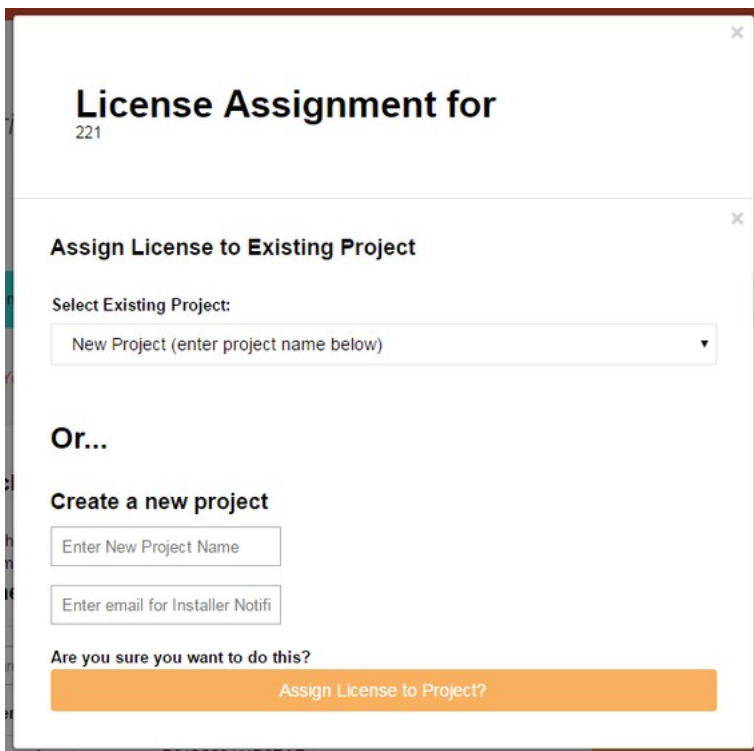 ×
License Assignment for
221
×
Assign License to Existing Project
Select Existing Project:
New Project (enter project name below)
Or...
Create a new project
Enter New Project Name
Enter email for Installer Notifi
Are you sure you want to do this?
Assign License to Project?